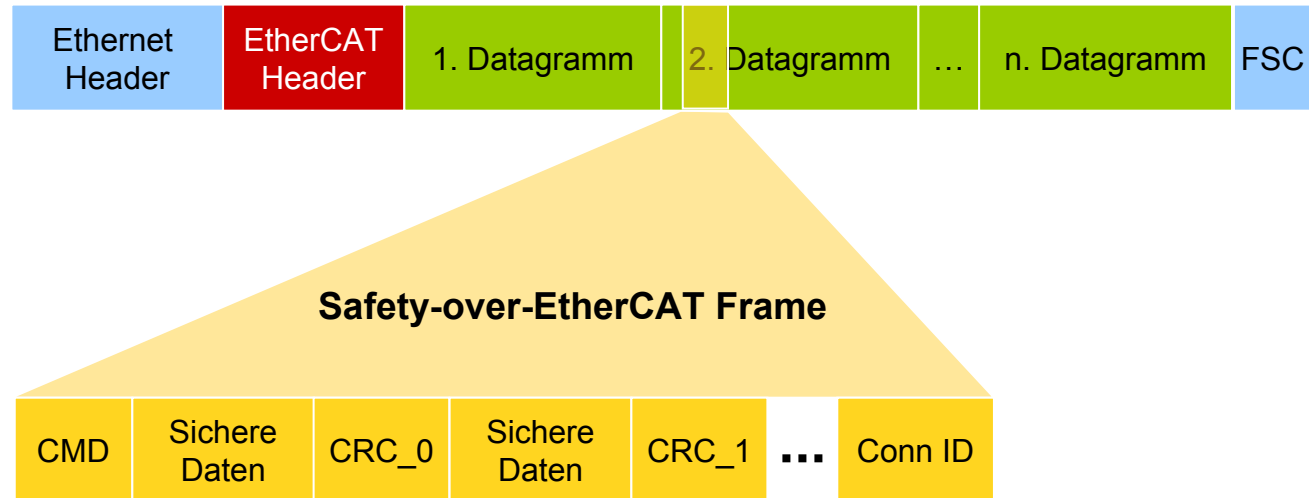 Ethernet
Header
EtherCAT
Header
1. Datagramm
2. Datagramm
...
n. Datagramm
FSC
Safety-over-EtherCAT Frame
CMD
Sichere
Daten
CRC_0
Sichere
Daten
CRC_1
...
Conn ID